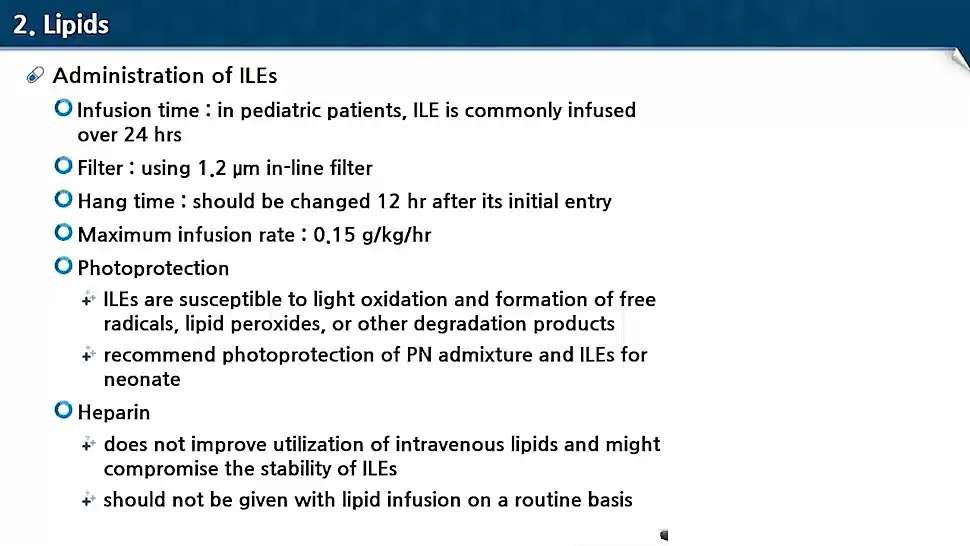 2. Lipids
Administration of ILEs
Infusion time : in pediatric patients, ILE is commonly infused
over 24 hrs
Filter : using 1.2 μm in-line filter
Hang time : should be changed 12 hr after its initial entry
Maximum infusion rate : 0.15 g/kg/hr
Photoprotection
ILEs are susceptible to light oxidation and formation of free
radicals, lipid peroxides, or other degradation products
recommend photoprotection of PN admixture and ILEs for
neonate
Heparin
does not improve utilization of intravenous lipids and might
compromise the stability of ILEs
should not be given with lipid infusion on a routine basis